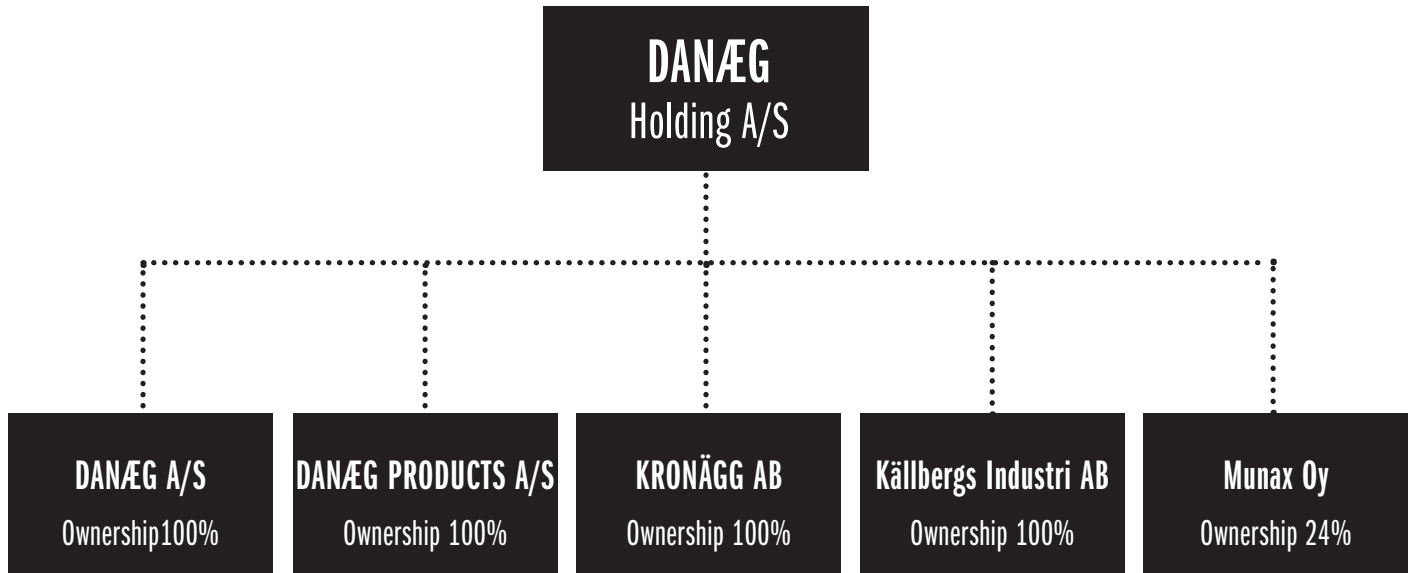 DANÆG
Holding A/S
DANÆG A/S
Ownership100%
DANÆG PRODUCTS A/S
Ownership 100%
KRONÄGG AB
Ownership 100%
Källbergs Industri AB
Ownership 100%
Munax Oy
Ownership 24%